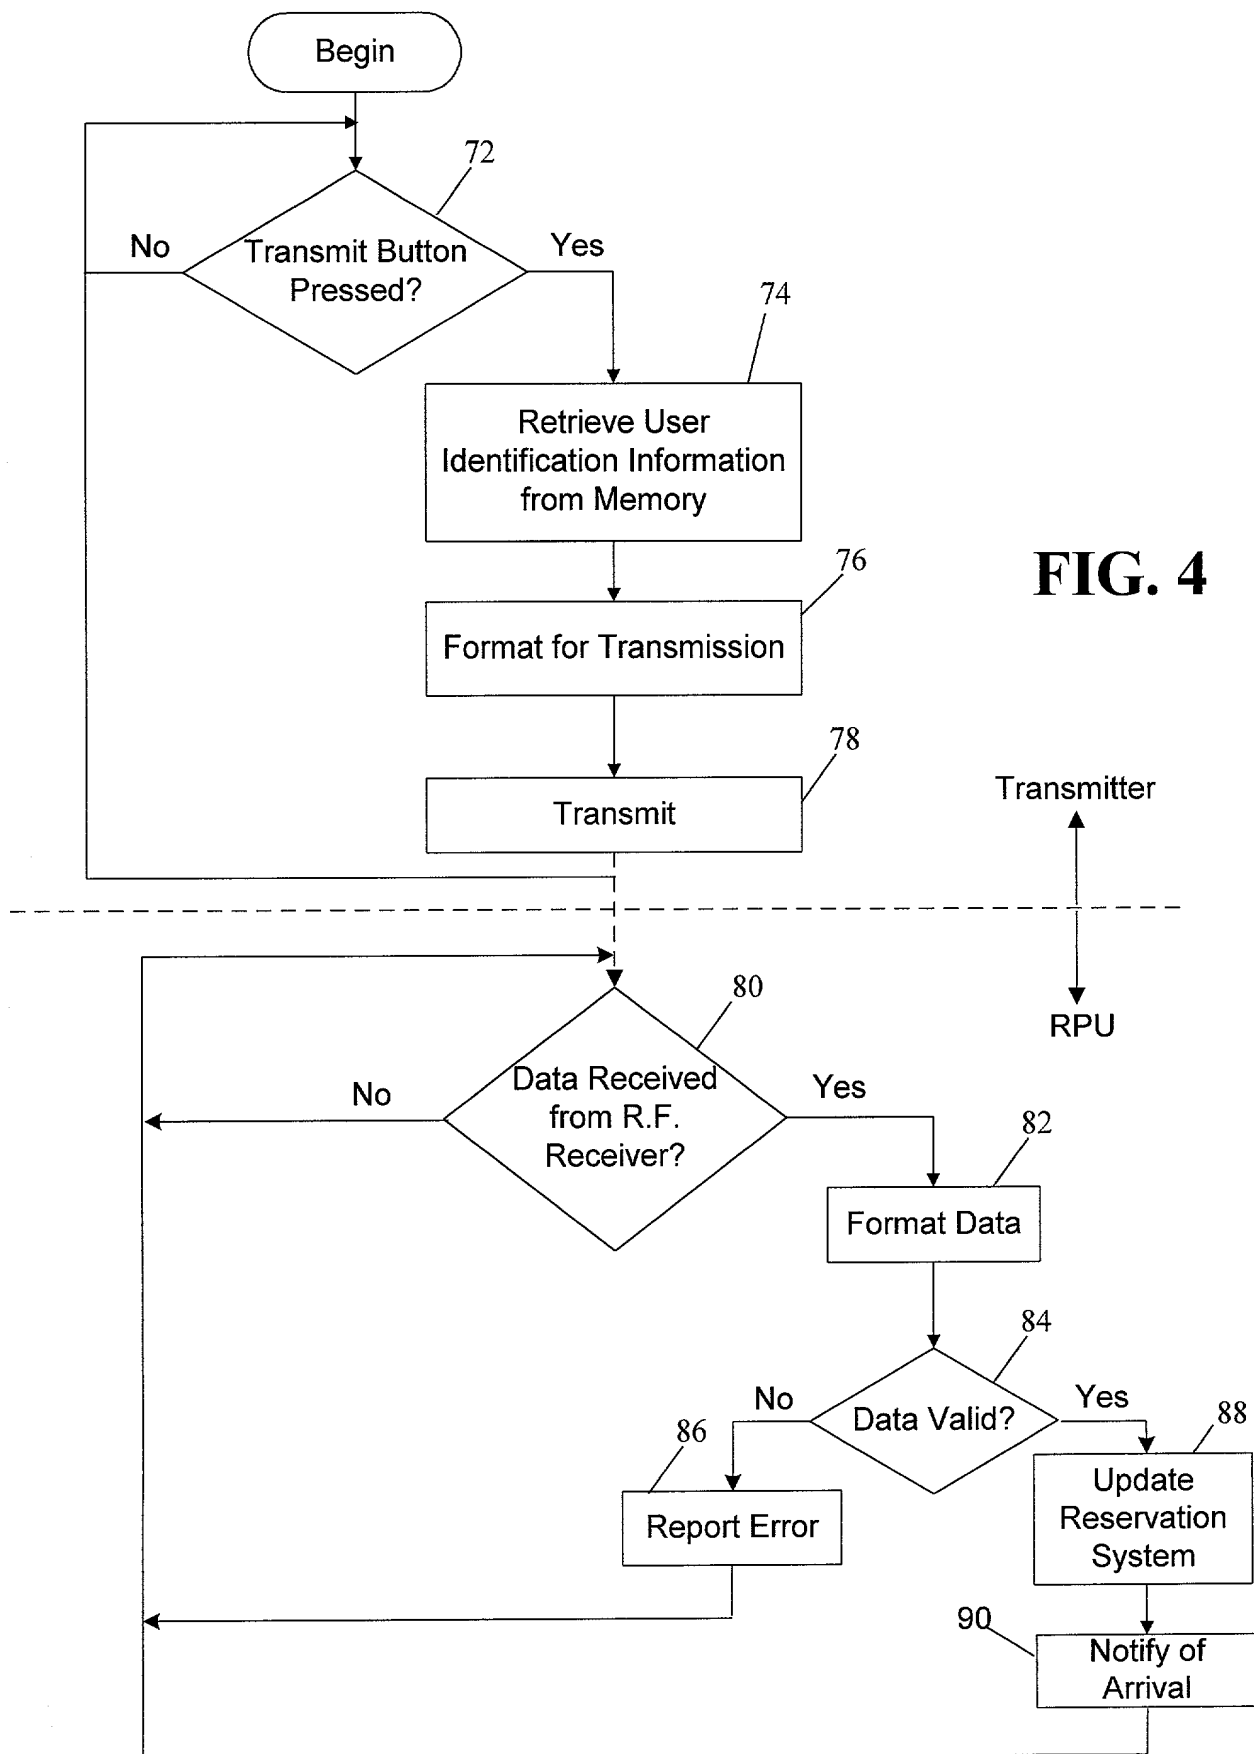 Begin
72
No
Transmit Button
Pressed?
Yes
74
Retrieve User
Identification Information
from Memory
FIG. 4
76
Format for Transmission
78
Transmit
Transmitter
RPU
80
No
Data Received
from R.F.
Receiver?
Yes
82
Format Data
84
No
Data Valid?
Yes
86
Report Error
88
Update
Reservation
System
90
Notify of
Arrival